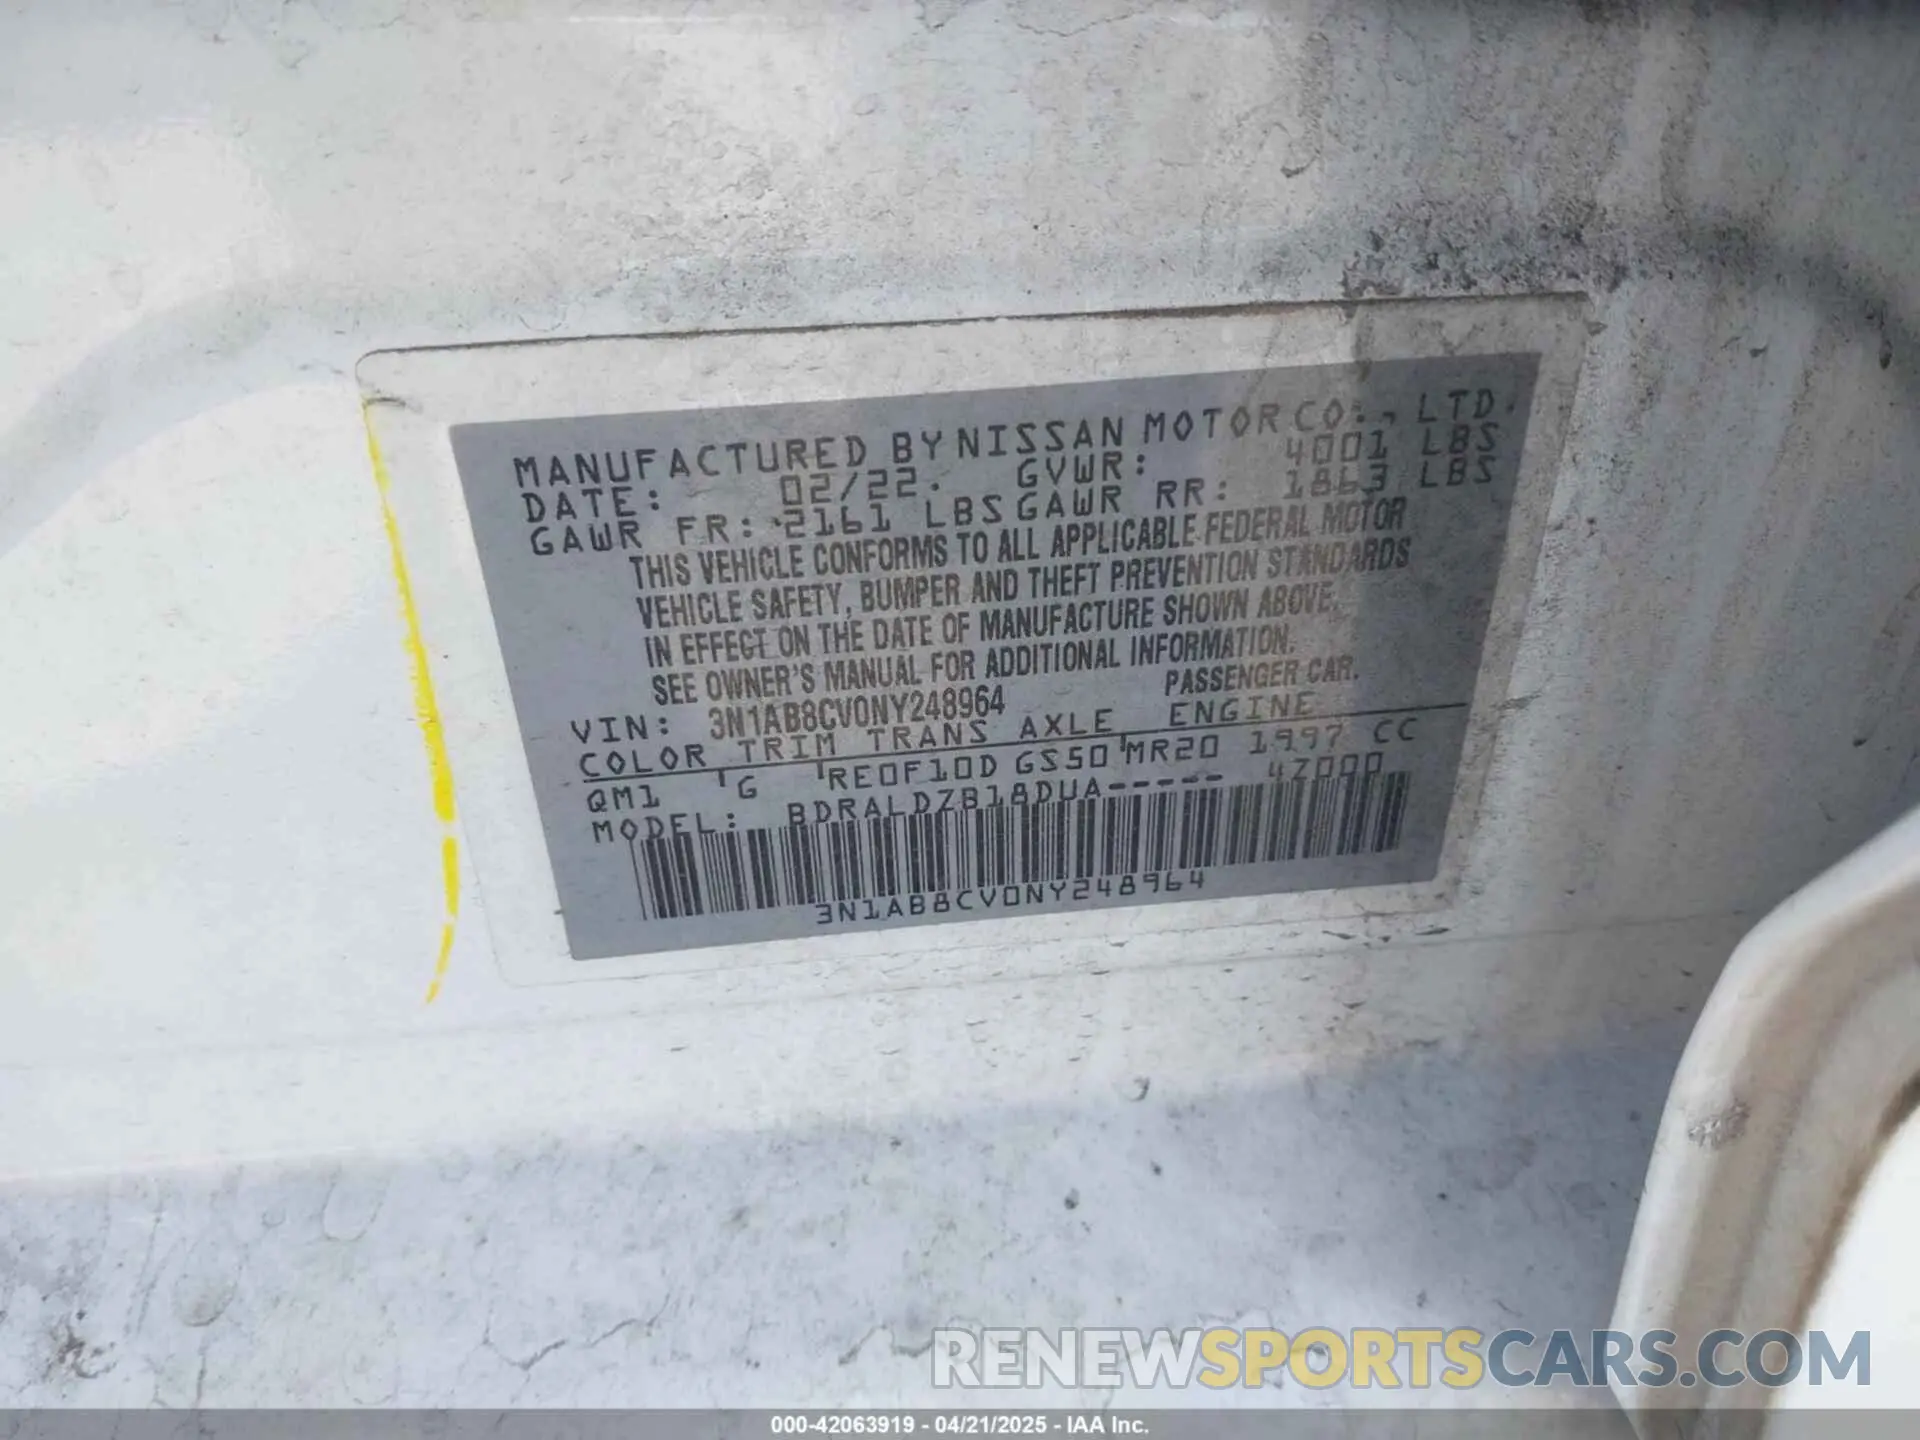 MANUFACTURED BY NISSAN MOTOR CO., LTD.
DATE: 02/22. GVWR: 4001 LBS
GAWR FR: 2161 LBS GAWR RR: 1863 LBS
THIS VEHICLE CONFORMS TO ALL APPLICABLE FEDERAL MOTOR
VEHICLE SAFETY, BUMPER AND THEFT PREVENTION STANDARDS
IN EFFECT ON THE DATE OF MANUFACTURE SHOWN ABOVE.
SEE OWNER'S MANUAL FOR ADDITIONAL INFORMATION.
VIN: 3N1AB8CV0NY248964 PASSENGER CAR.
COLOR TRIM TRANS AXLE ENGINE
QM1 'G 'RE0F10D GS50 'MR20 1997 CC
MODEL: BDRALDZB18DUA----- 47000
3N1AB8CV0NY248964
RENEWSPORTSCARS.COM
000-42063919 - 04/21/2025 - IAA Inc.